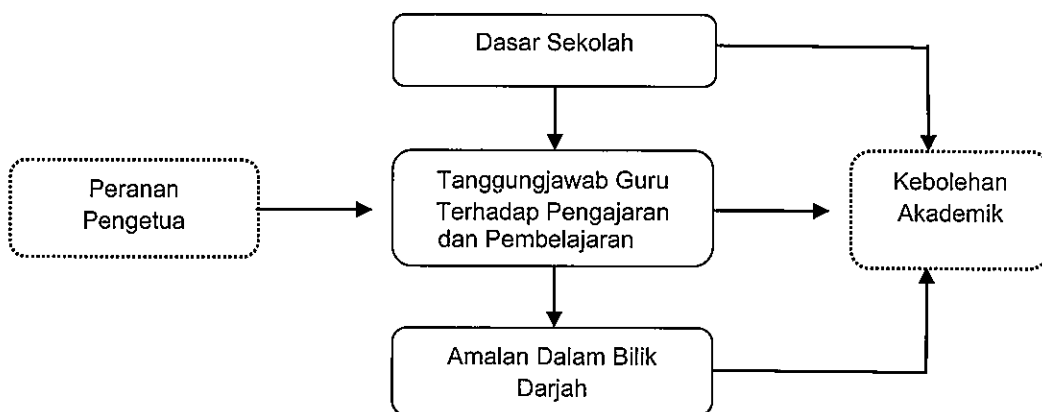 Dasar Sekolah
Peranan
Pengetua
Tanggungjawab Guru
Terhadap Pengajaran
dan Pembelajaran
Kebolehan
Akademik
Amalan Dalam Bilik
Darjah